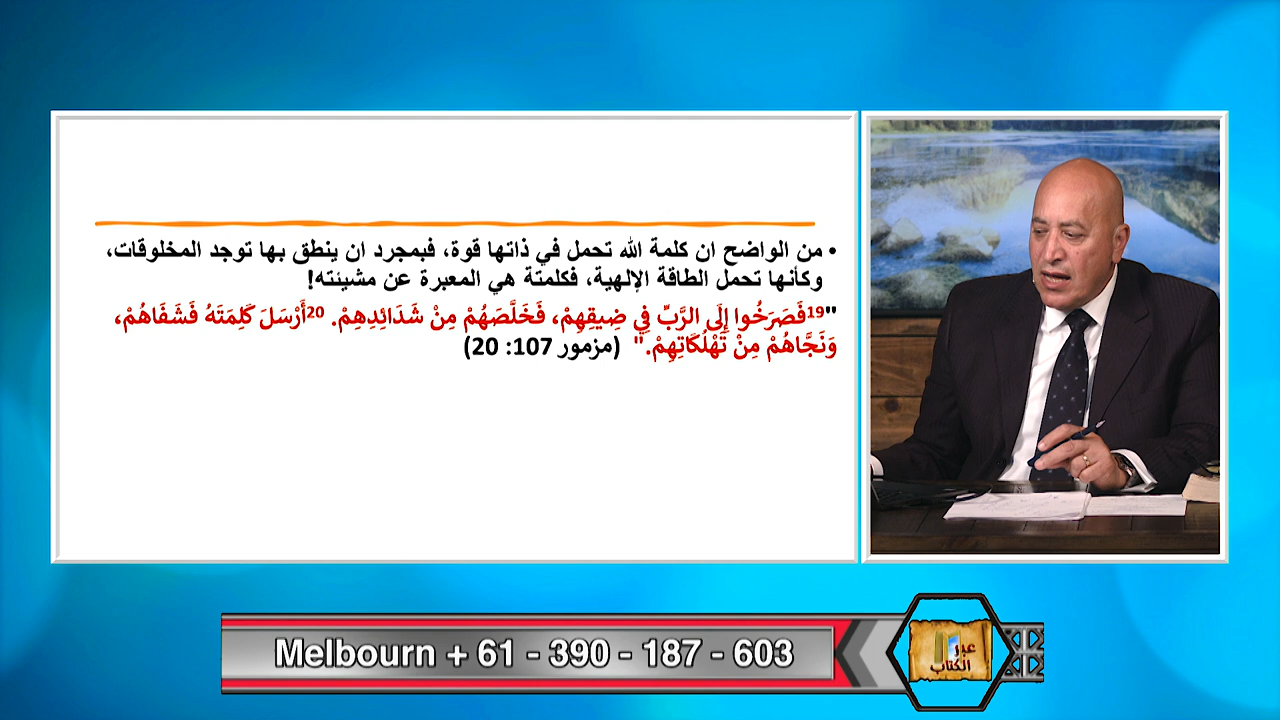 • من الواضح ان كلمة الله تحمل في ذاتها قوة، فبمجرد ان ينطق بها توجد المخلوقات،
وكأنها تحمل الطاقة الإلهية، فكلمتة هي المعبرة عن مشيئته!
"19فَصَرَخُوا إِلَى الرَّبِّ فِي ضِيقِهِمْ، فَخَلَّصَهُمْ مِنْ شَدَائِدِهِمْ. 20أَرْسَلَ كَلِمَتَهُ فَشَفَاهُمْ،
وَنَجَّاهُمْ مِنْ تَهْلُكَاتِهِمْ." (مزمور 107: 20)
Melbourn + 61 - 390 - 187 - 603
عبر
الكتاب